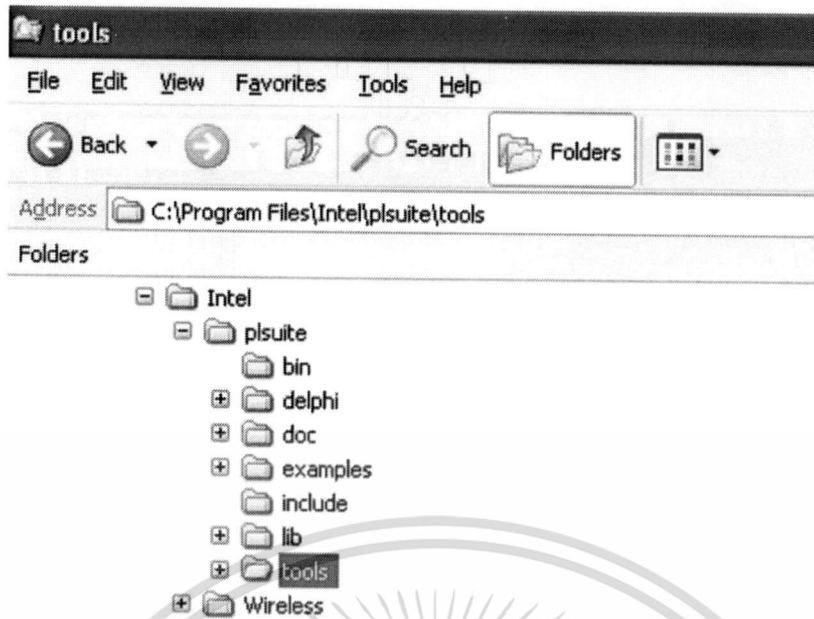 tools
File Edit View Favorites Tools Help
Back Search Folders
Address C:\Program Files\Intel\plsuite\tools
Folders
Intel
plsuite
bin
delphi
doc
examples
include
lib
tools
Wireless